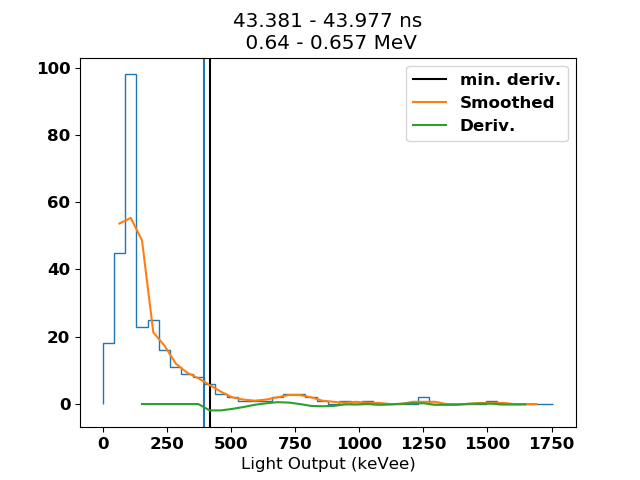 43.381 - 43.977 ns
0.64 - 0.657 MeV
100
80
60
40
20
0
min. deriv.
Smoothed
Deriv.
0 250 500 750 1000 1250 1500 1750
Light Output (keVee)